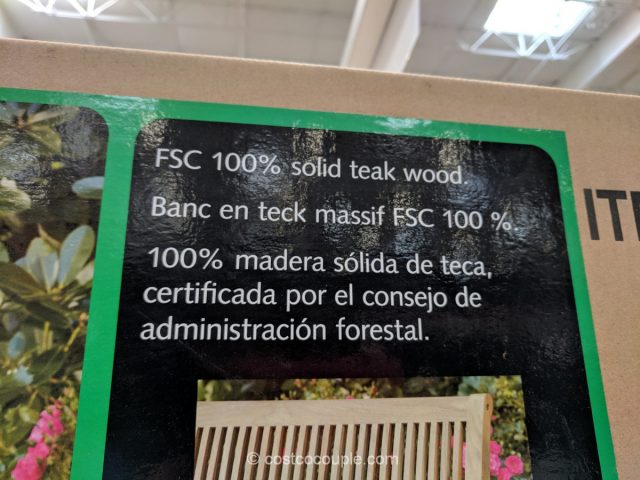 FSC 100% solid teak wood.
Banc en teck massif FSC 100 %.
100% madera sólida de teca,
certificada por el consejo de
administración forestal.
© costcocouple.com